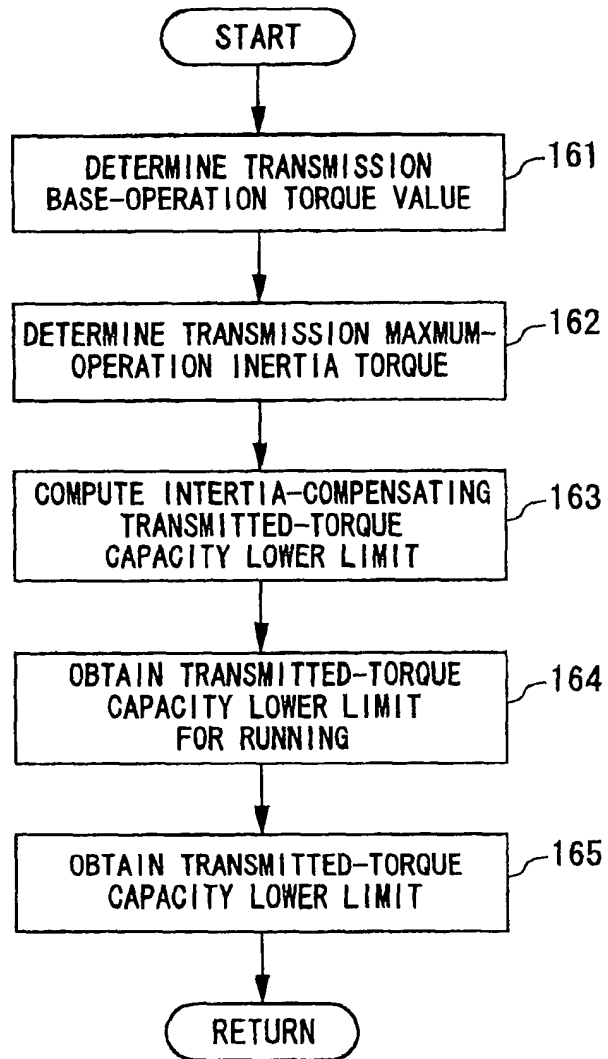 START
DETERMINE TRANSMISSION
BASE-OPERATION TORQUE VALUE
161
DETERMINE TRANSMISSION MAXMUM-
OPERATION INERTIA TORQUE
162
COMPUTE INTERTIA-COMPENSATING
TRANSMITTED-TORQUE
CAPACITY LOWER LIMIT
163
OBTAIN TRANSMITTED-TORQUE
CAPACITY LOWER LIMIT
FOR RUNNING
164
OBTAIN TRANSMITTED-TORQUE
CAPACITY LOWER LIMIT
165
RETURN